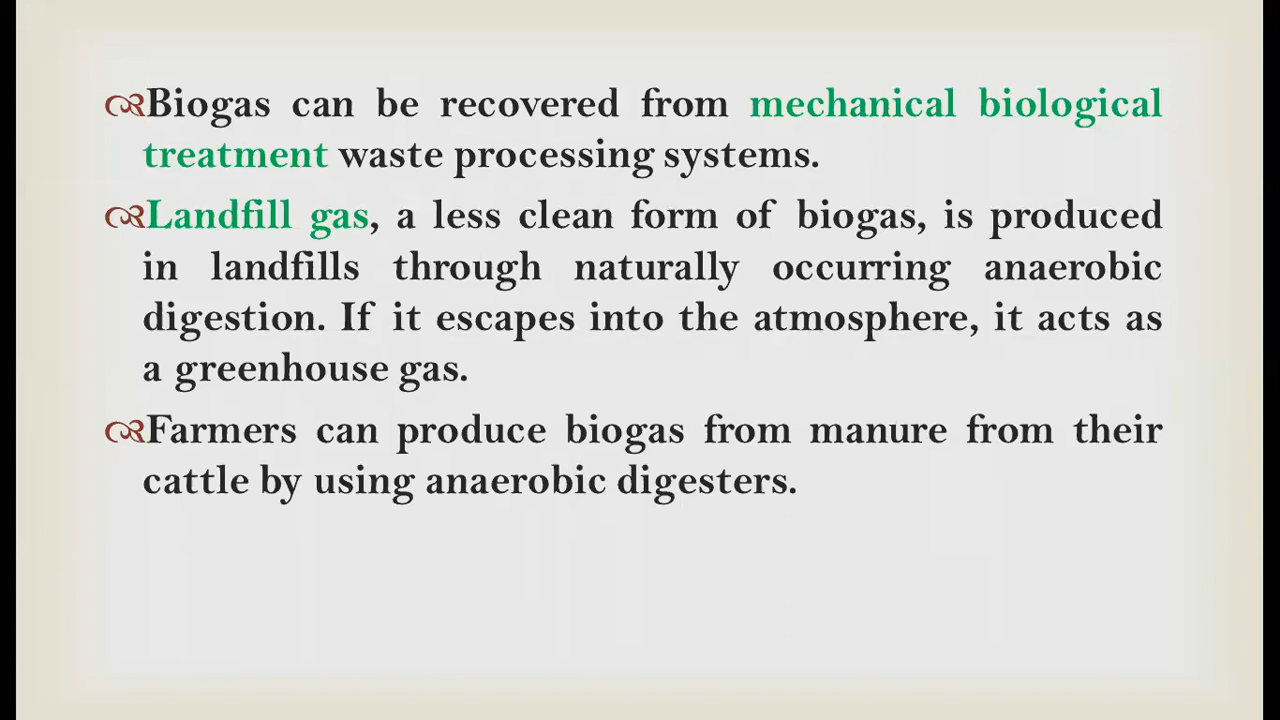 Biogas can be recovered from mechanical biological
treatment waste processing systems.
Landfill gas, a less clean form of biogas, is produced
in landfills through naturally occurring anaerobic
digestion. If it escapes into the atmosphere, it acts as
a greenhouse gas.
Farmers can produce biogas from manure from their
cattle by using anaerobic digesters.